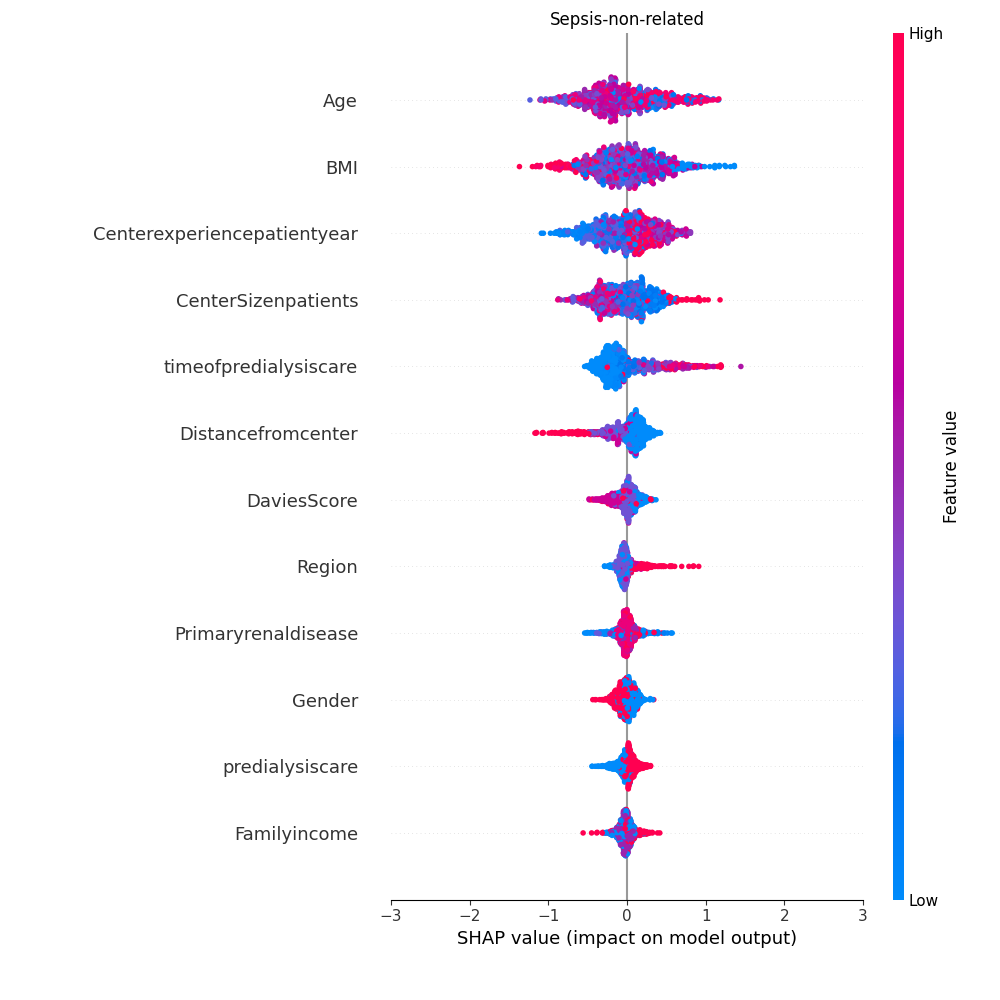 Sepsis-non-related
High
Age
BMI
Centerexperiencepatientyear
CenterSizenpatients
timeofpredialysiscare
Distancefromcenter
DaviesScore
Region
Primaryrenaldisease
Gender
predialysiscare
Familyincome
Feature value
Low
−3 −2 −1 0 1 2 3
SHAP value (impact on model output)